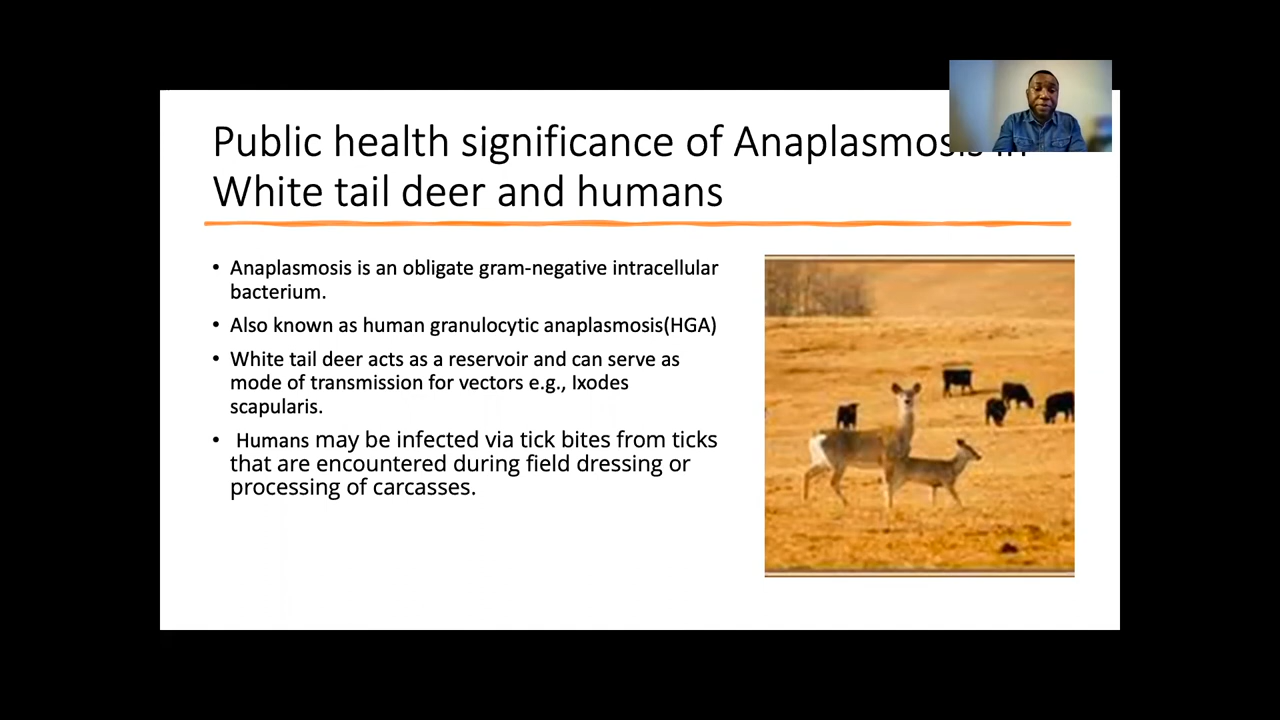 Public health significance of Anaplasmosis in
White tail deer and humans
• Anaplasmosis is an obligate gram-negative intracellular
bacterium.
• Also known as human granulocytic anaplasmosis(HGA)
• White tail deer acts as a reservoir and can serve as
mode of transmission for vectors e.g., Ixodes
scapularis.
• Humans may be infected via tick bites from ticks
that are encountered during field dressing or
processing of carcasses.